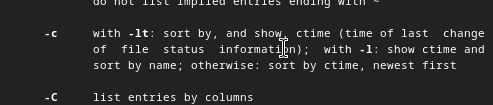 do not list implied entries ending with ~
-c with -lt: sort by, and show, ctime (time of last change
of file status information); with -l: show ctime and
sort by name; otherwise: sort by ctime, newest first
-C list entries by columns